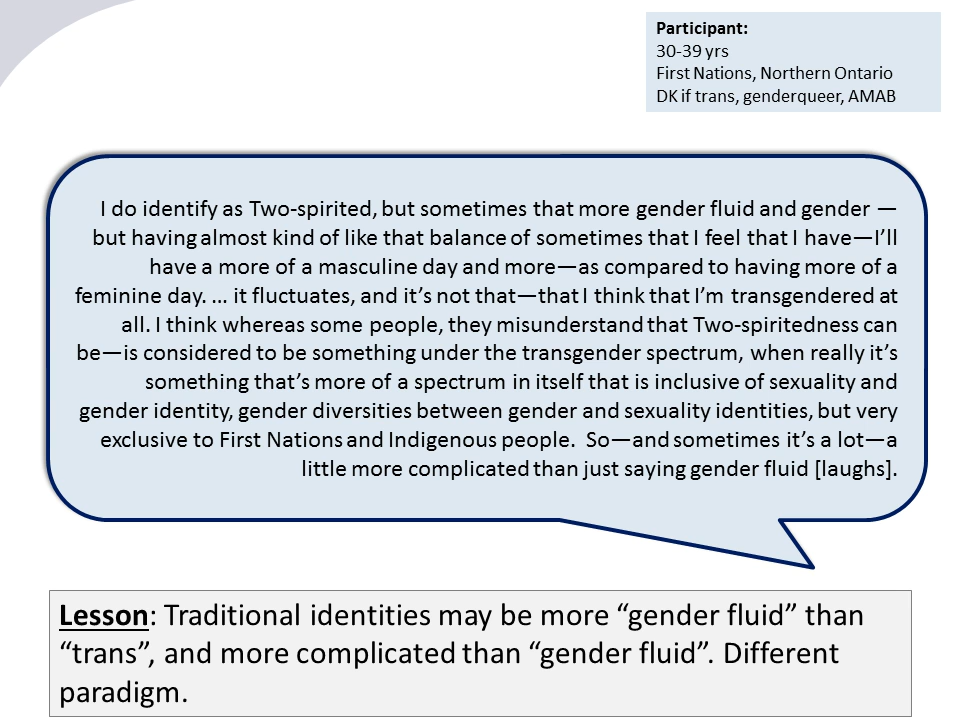 Participant:
30-39 yrs
First Nations, Northern Ontario
DK if trans, genderqueer, AMAB
I do identify as Two-spirited, but sometimes that more gender fluid and gender —
but having almost kind of like that balance of sometimes that I feel that I have—I’ll
have a more of a masculine day and more—as compared to having more of a
feminine day. ... it fluctuates, and it’s not that—that I think that I’m transgendered at
all. I think whereas some people, they misunderstand that Two-spiritedness can
be—is considered to be something under the transgender spectrum, when really it’s
something that’s more of a spectrum in itself that is inclusive of sexuality and
gender identity, gender diversities between gender and sexuality identities, but very
exclusive to First Nations and Indigenous people. So—and sometimes it’s a lot—a
little more complicated than just saying gender fluid [laughs].
Lesson: Traditional identities may be more “gender fluid” than
“trans”, and more complicated than “gender fluid”. Different
paradigm.